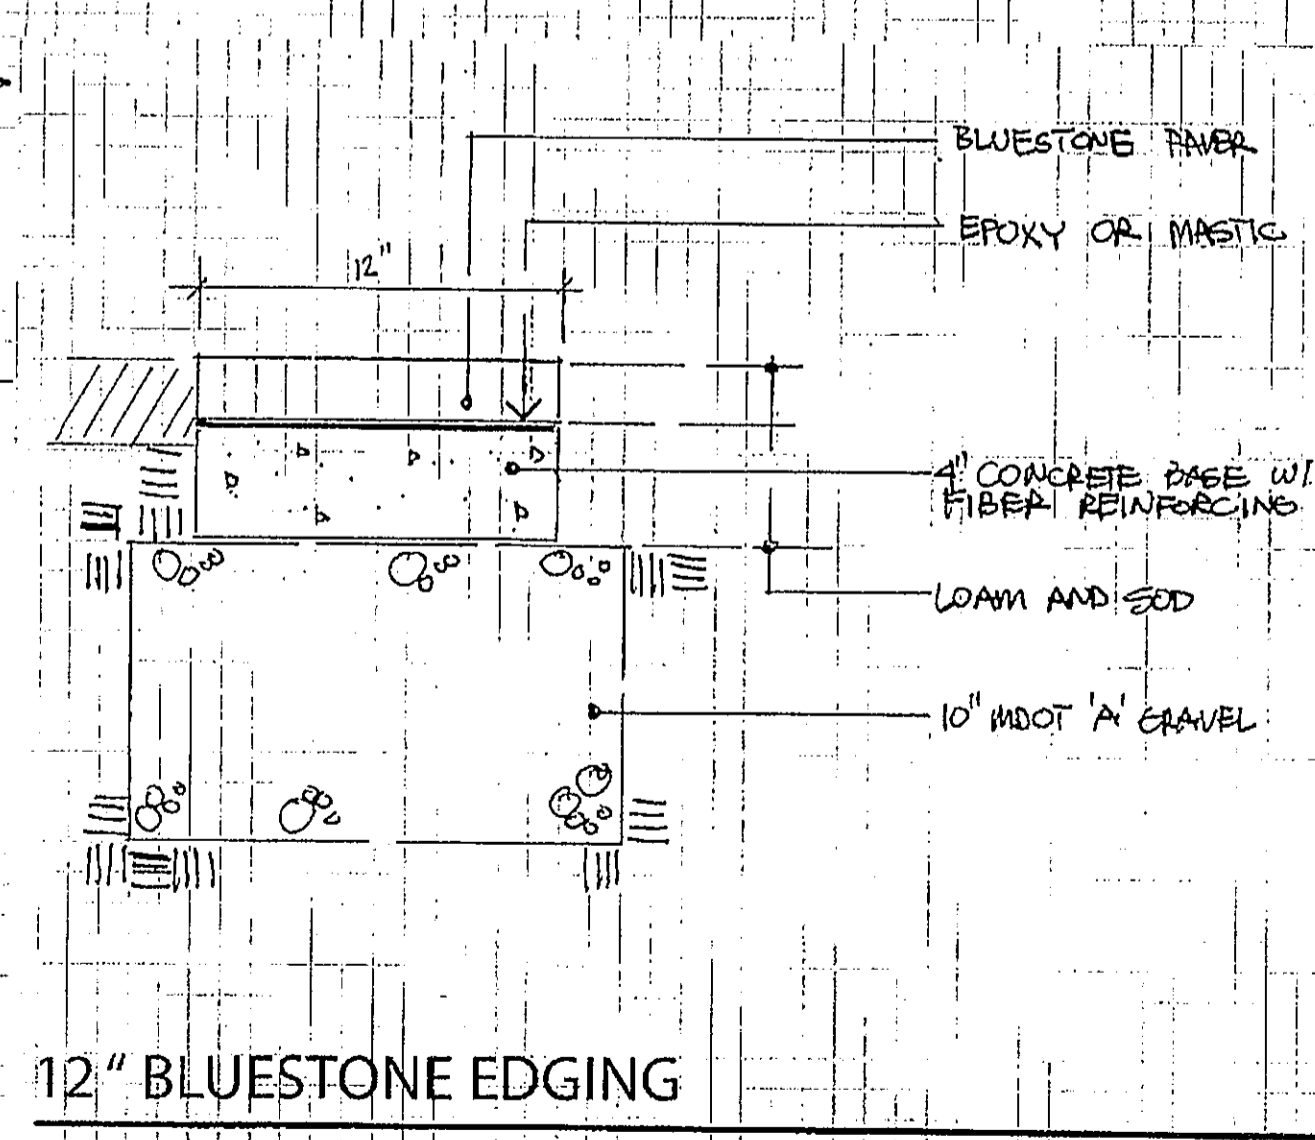 BLUESTONE PAVER
EPOXY OR MASTIC
12"
4" CONCRETE BASE W/
FIBER REINFORCING
LOAM AND SOD
10" MDOT 'A' GRAVEL
12" BLUESTONE EDGING